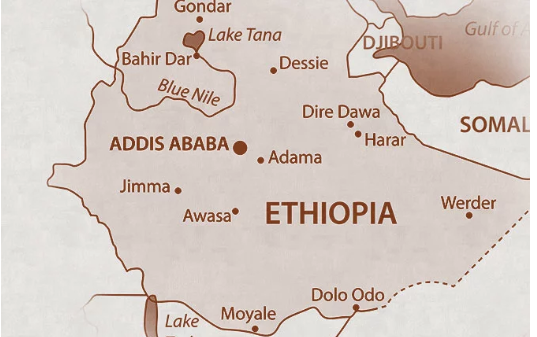 Gondar
Lake Tana
DJIBOUTI
Gulf of
Bahir Dar
Dessie
Blue Nile
Dire Dawa
Harar
SOMAL
ADDIS ABABA
Adama
Jimma
Awasa
ETHIOPIA
Werder
Dolo Odo
Moyale
Lake